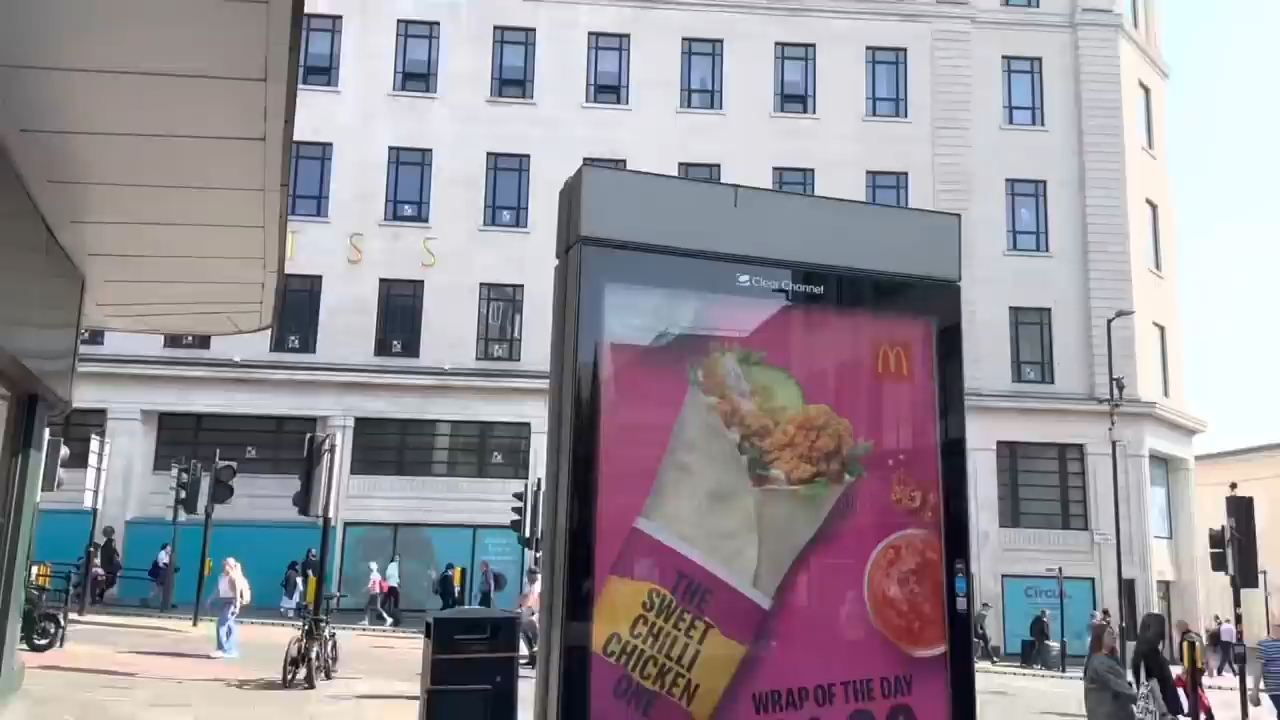 T S S
Clear Channel
M
THE
SWEET
CHILLI
CHICKEN
ONE
WRAP OF THE DAY
Circus.